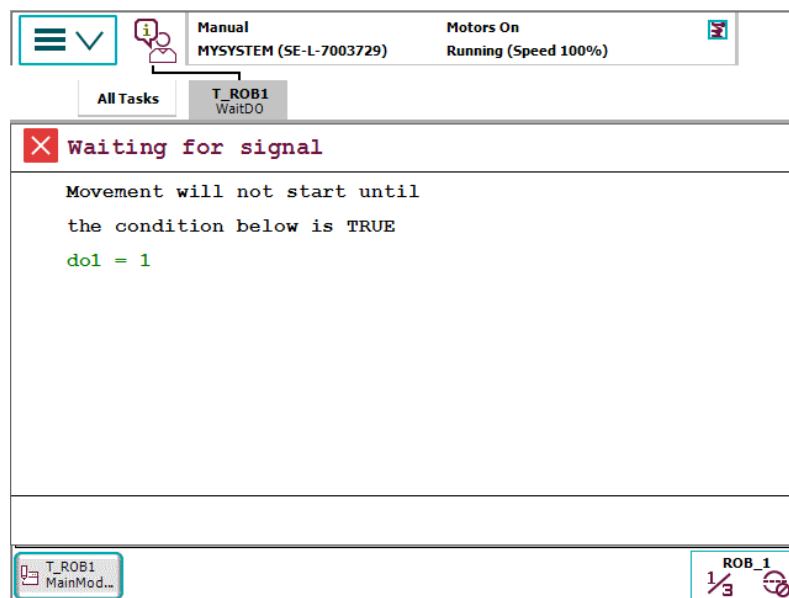 Manual
Motors On
MYSYSTEM (SE-L-7003729)
Running (Speed 100%)
All Tasks
T_ROB1
WaitDO
Waiting for signal
Movement will not start until
the condition below is TRUE
do1 = 1
T_ROB1
MainMod...
ROB_1
1/3